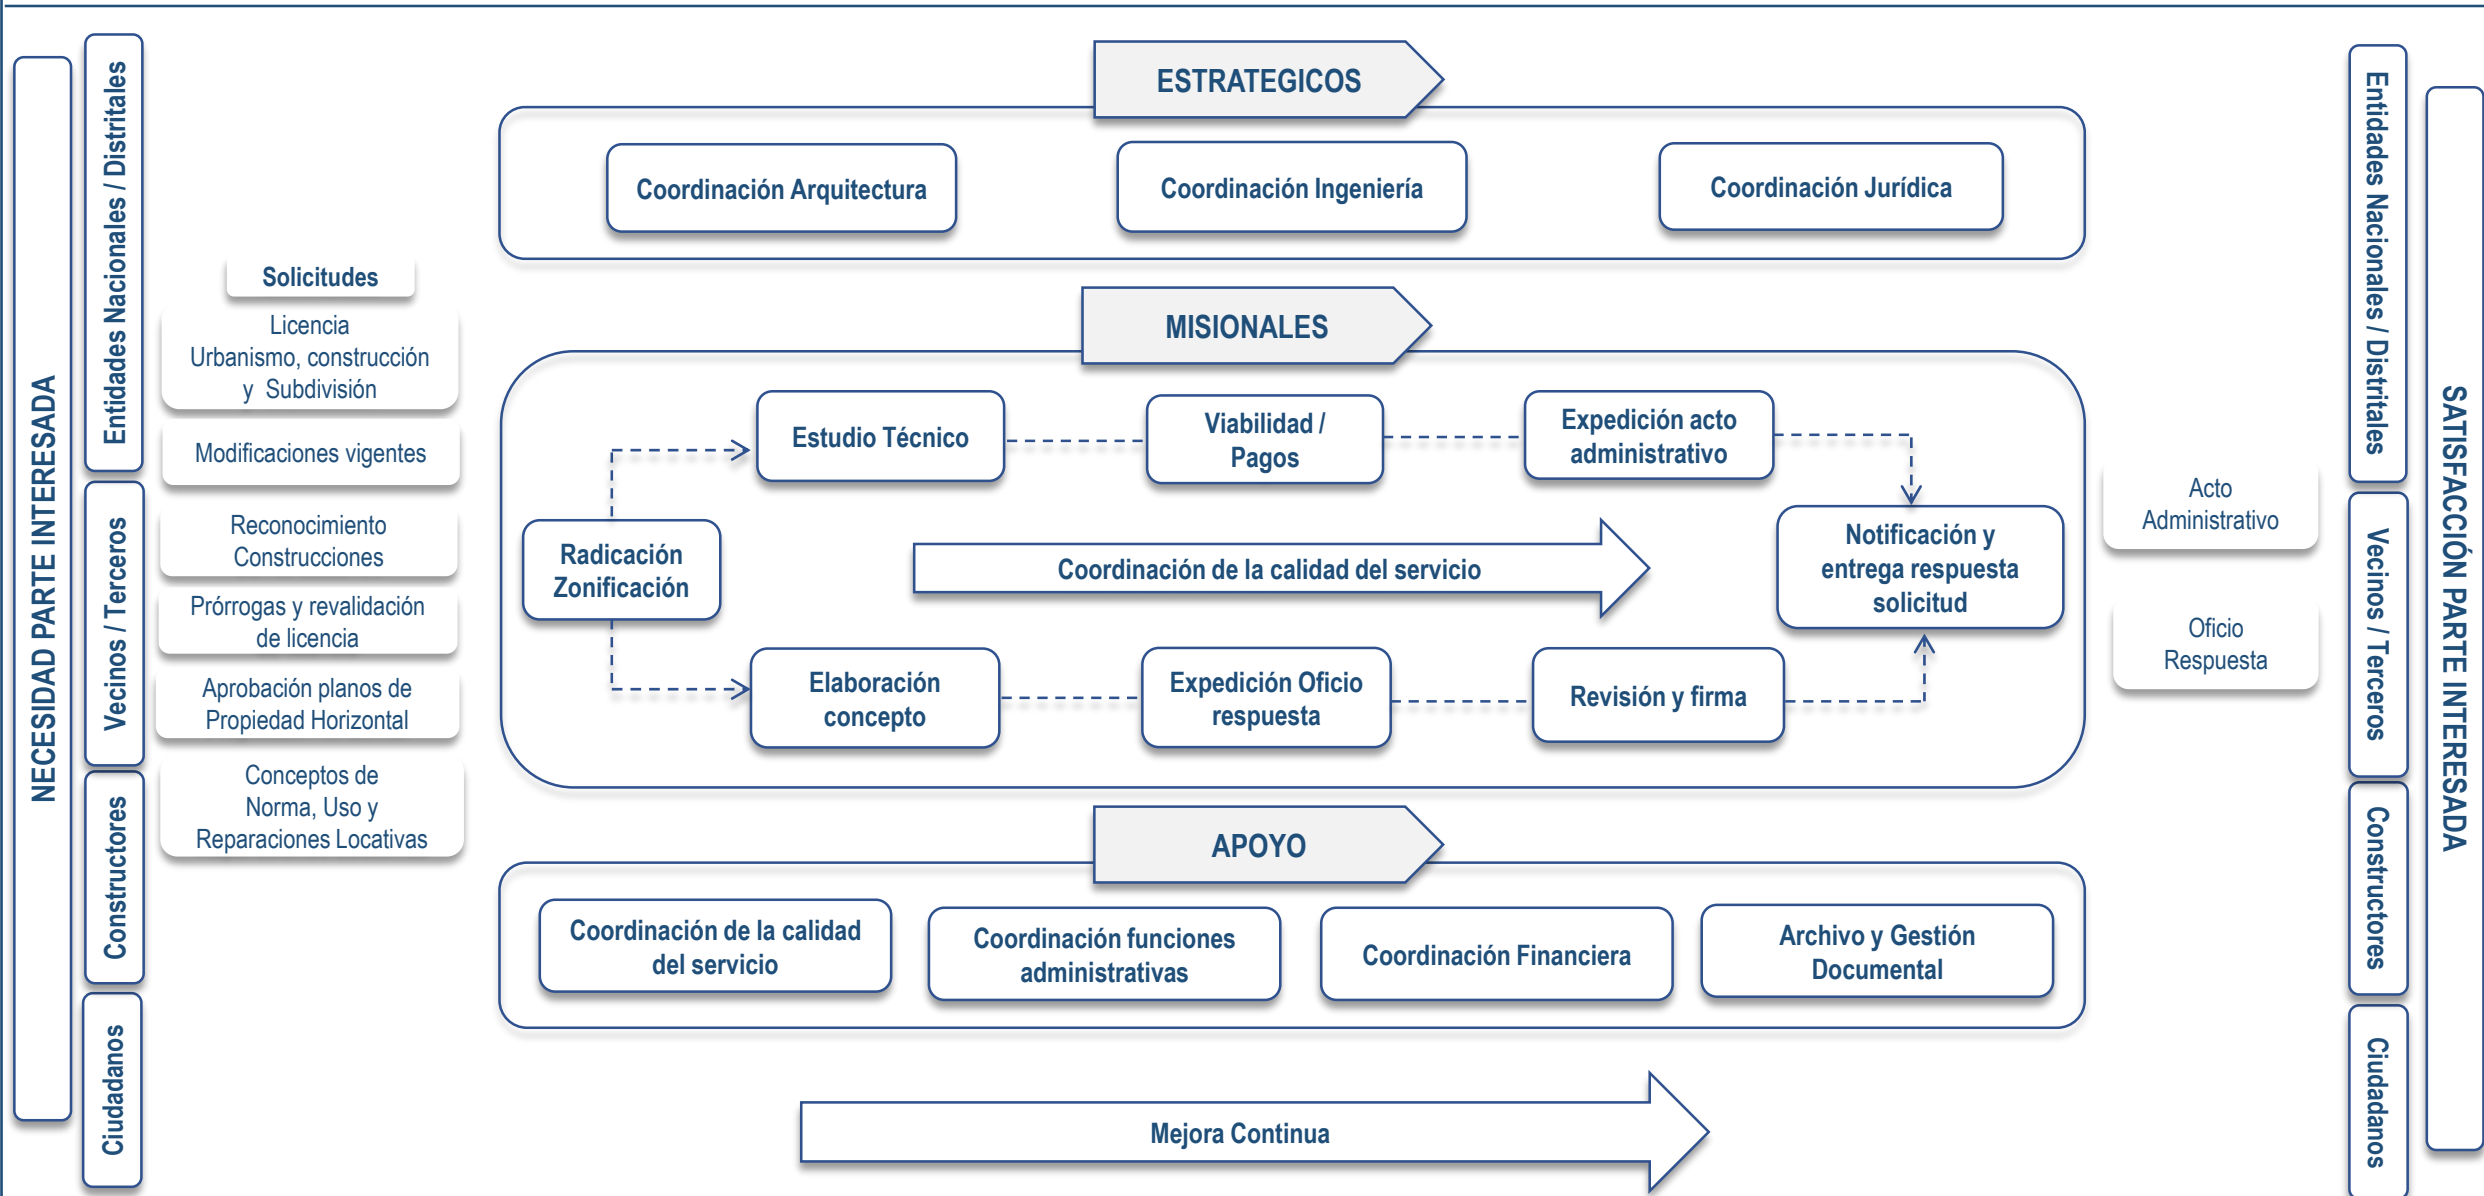 NECESIDAD PARTE INTERESADA
Entidades Nacionales / Distritales
Vecinos / Terceros
Constructores
Ciudadanos
Solicitudes
Licencia
Urbanismo, construcción
y Subdivisión
Modificaciones vigentes
Reconocimiento
Construcciones
Prórrogas y revalidación
de licencia
Aprobación planos de
Propiedad Horizontal
Conceptos de
Norma, Uso y
Reparaciones Locativas
ESTRATEGICOS
Coordinación Arquitectura
Coordinación Ingeniería
Coordinación Jurídica
MISIONALES
Radicación
Zonificación
Estudio Técnico
Viabilidad /
Pagos
Expedición acto
administrativo
Coordinación de la calidad del servicio
Elaboración
concepto
Expedición Oficio
respuesta
Revisión y firma
Notificación y
entrega respuesta
solicitud
APOYO
Coordinación de la calidad
del servicio
Coordinación funciones
administrativas
Coordinación Financiera
Archivo y Gestión
Documental
Mejora Continua
Acto
Administrativo
Oficio
Respuesta
Entidades Nacionales / Distritales
Vecinos / Terceros
Constructores
Ciudadanos
SATISFACCIÓN PARTE INTERESADA